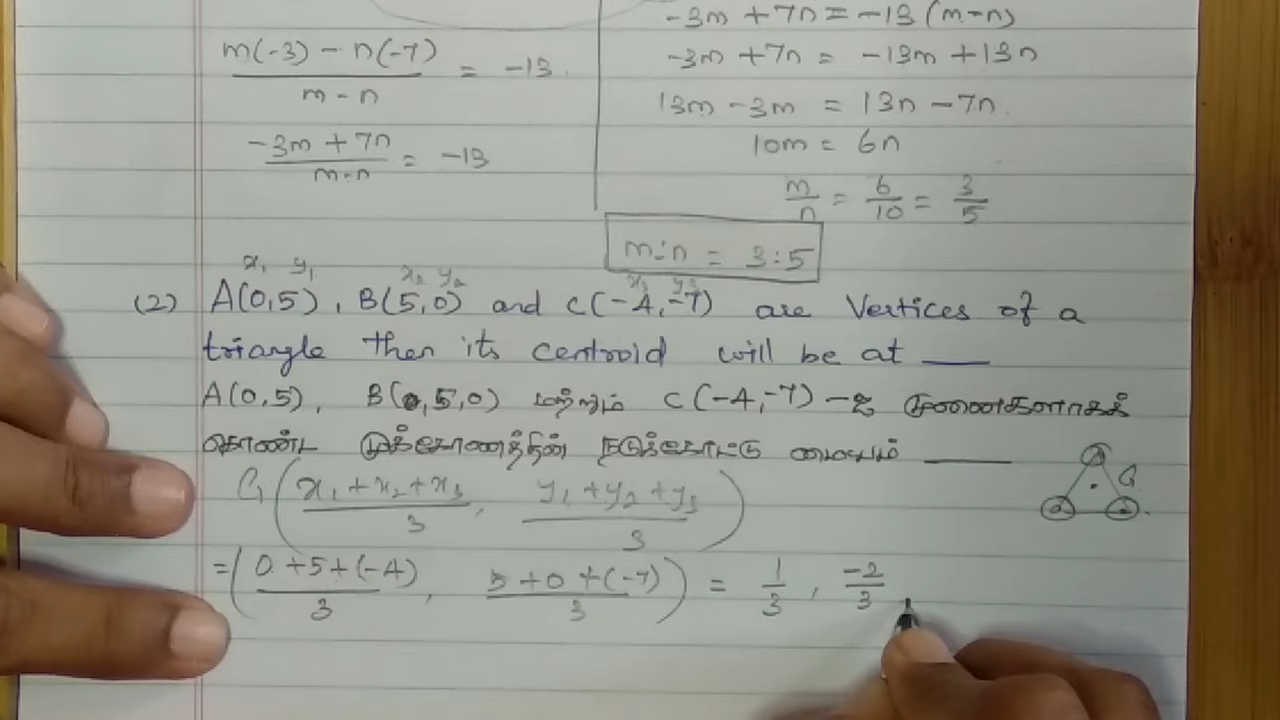 m(-3) - n(-7) / m - n = -13
-3m + 7n / m-n = -13
-3m + 7n = -13 (m-n)
-3m + 7n = -13m + 13n
13m - 3m = 13n - 7n
10m = 6n
m/n = 6/10 = 3/5
m:n = 3:5
x₁ y₁ x₂ y₂ x₃ y₃
(2) A(0,5), B(5,0) and C(-4,-7) are Vertices of a
triangle then its centroid will be at ___
A(0,5), B(5,0) மற்றும் C(-4,-7) -ஐ முனைகளாகக்
கொண்ட முக்கோணத்தின் நடுக்கோட்டு மையம் ___
G (x₁ + x₂ + x₃ / 3, y₁ + y₂ + y₃ / 3)
G
= (0 + 5 + (-4) / 3, 5 + 0 + (-7) / 3) = 1/3, -2/3